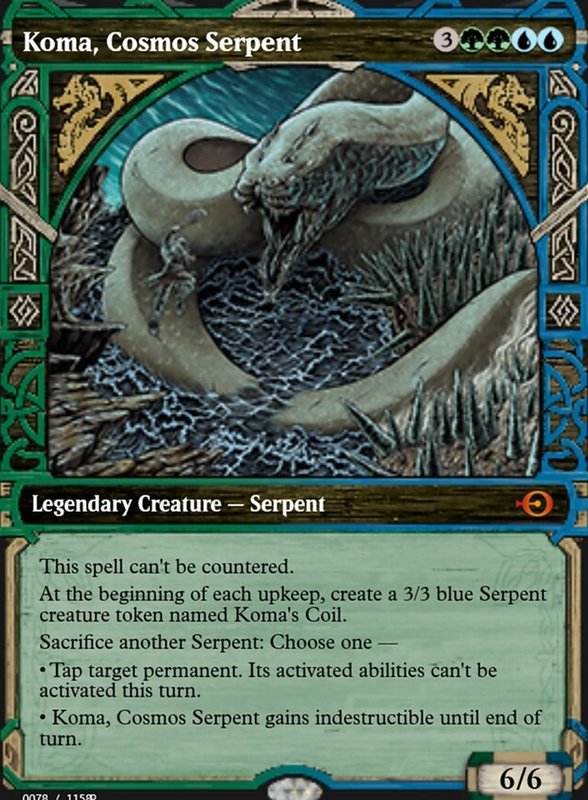 Koma, Cosmos Serpent
3
Legendary Creature — Serpent
This spell can't be countered.
At the beginning of each upkeep, create a 3/3 blue Serpent
creature token named Koma's Coil.
Sacrifice another Serpent: Choose one —
• Tap target permanent. Its activated abilities can't be
activated this turn.
• Koma, Cosmos Serpent gains indestructible until end of
turn.
6/6
0078 / 1158P